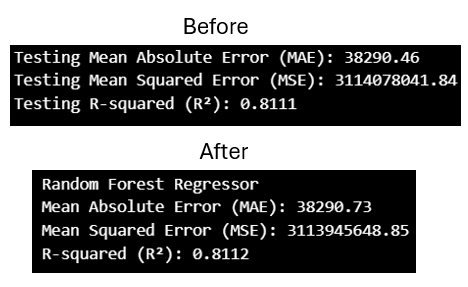 Before
Testing Mean Absolute Error (MAE): 38290.46
Testing Mean Squared Error (MSE): 3114078041.84
Testing R-squared (R²): 0.8111
After
Random Forest Regressor
Mean Absolute Error (MAE): 38290.73
Mean Squared Error (MSE): 3113945648.85
R-squared (R²): 0.8112